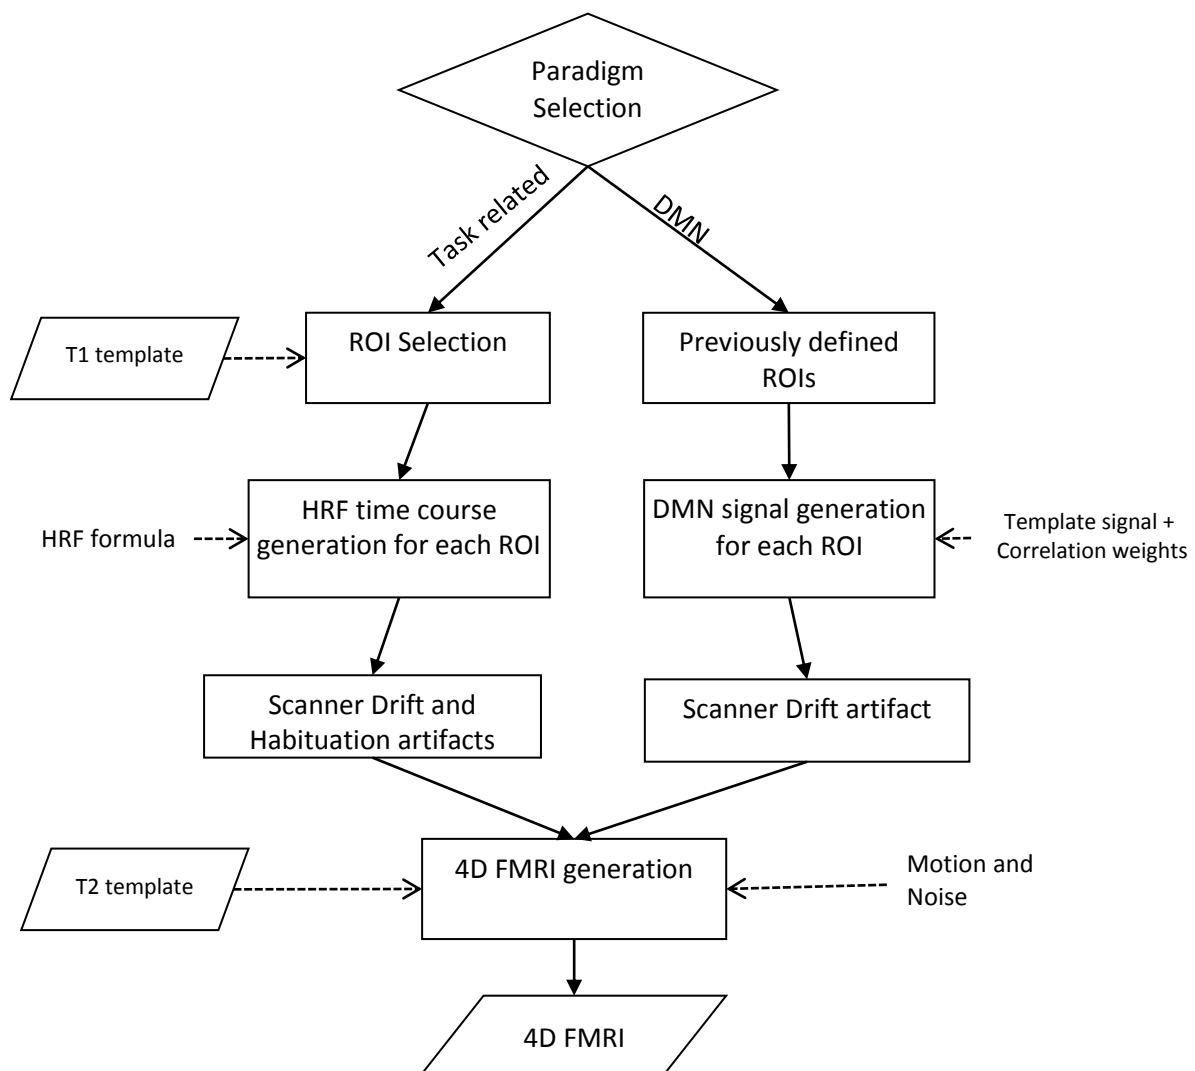 Paradigm
Selection
Task related
DMN
T1 template
ROI Selection
Previously defined
ROIs
HRF formula
HRF time course
generation for each ROI
DMN signal generation
for each ROI
Template signal +
Correlation weights
Scanner Drift and
Habituation artifacts
Scanner Drift artifact
T2 template
4D FMRI generation
Motion and
Noise
4D FMRI